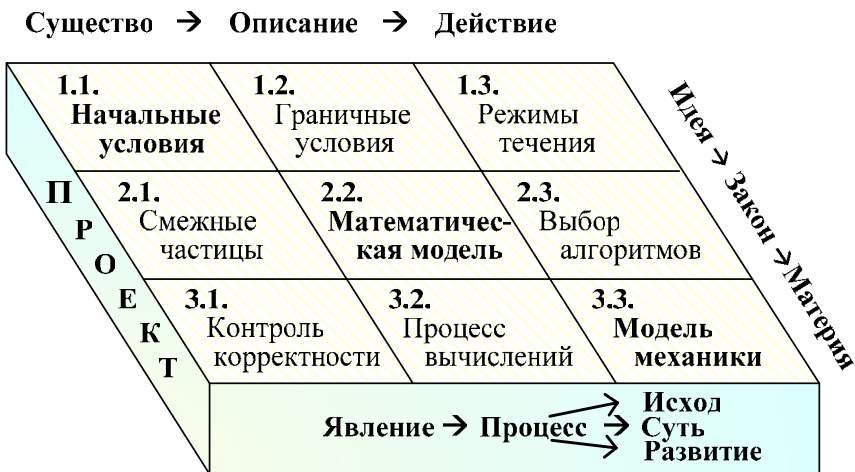 Существо → Описание → Действие
1.1.
Начальные
условия
1.2.
Граничные
условия
1.3.
Режимы
течения
Идея → Закон → Материя
2.1.
Смежные
частицы
2.2.
Математичес-
кая модель
2.3.
Выбор
алгоритмов
3.1.
Контроль
корректности
3.2.
Процесс
вычислений
3.3.
Модель
механики
ПРОЕКТ
Явление → Процесс → Исход
Суть
Развитие